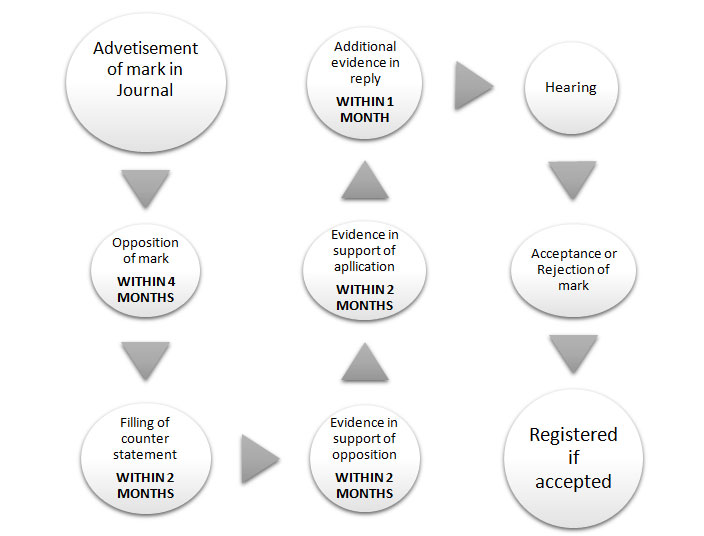 Advetisement
of mark in
Journal
Opposition
of mark
WITHIN 4
MONTHS
Filling of
counter
statement
WITHIN 2
MONTHS
Evidence in
support of
opposition
WITHIN 2
MONTHS
Evidence in
support of
apllication
WITHIN 2
MONTHS
Additional
evidence in
reply
WITHIN 1
MONTH
Hearing
Acceptance or
Rejection of
mark
Registered
if
accepted